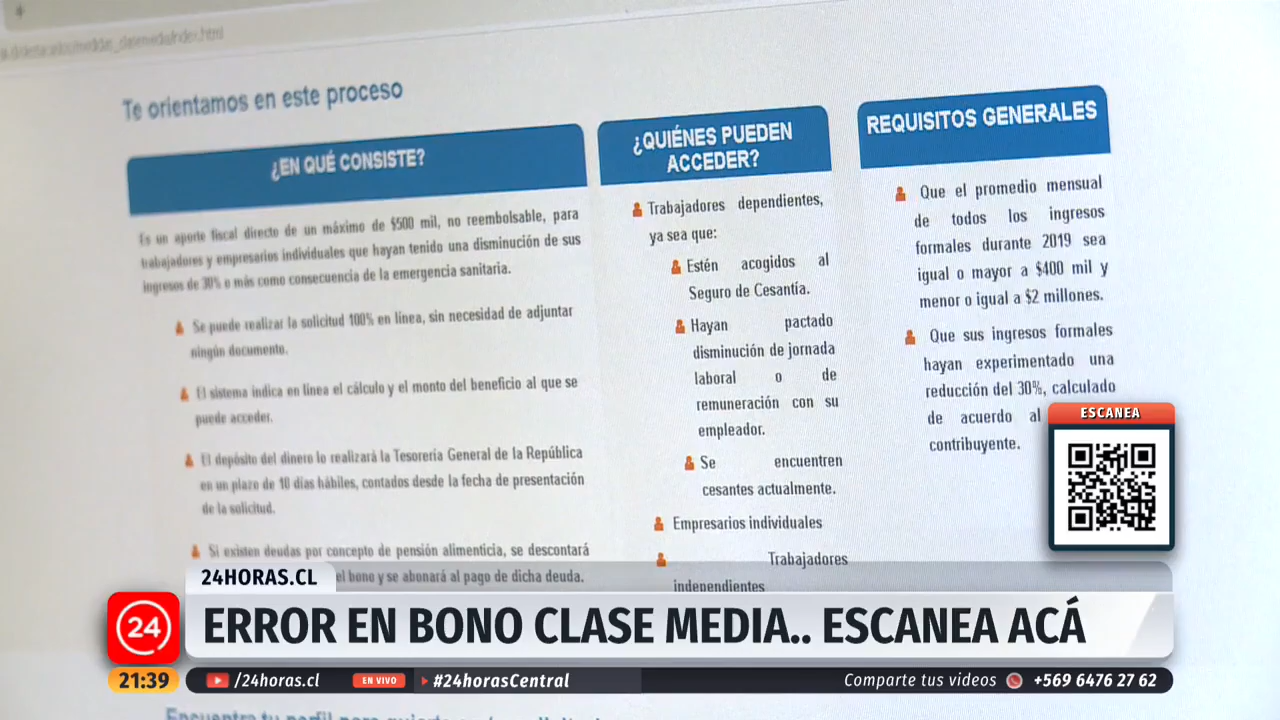 Te orientamos en este proceso
¿EN QUÉ CONSISTE?
Es un aporte fiscal directo de un máximo de $500 mil, no reembolsable, para
trabajadores y empresarios individuales que hayan tenido una disminución de sus
ingresos de 30% o más como consecuencia de la emergencia sanitaria.
Se puede realizar la solicitud 100% en línea, sin necesidad de adjuntar
ningún documento.
El sistema indica en línea el cálculo y el monto del beneficio al que se
puede acceder.
El depósito del dinero lo realizará la Tesorería General de la República
en un plazo de 10 días hábiles, contados desde la fecha de presentación
de la solicitud.
Si existen deudas por concepto de pensión alimenticia, se descontará
el bono y se abonará al pago de dicha deuda.
¿QUIÉNES PUEDEN
ACCEDER?
Trabajadores dependientes,
ya sea que:
Estén acogidos al
Seguro de Cesantía.
Hayan pactado
disminución de jornada
laboral o de
remuneración con su
empleador.
Se encuentren
cesantes actualmente.
Empresarios individuales
Trabajadores
independientes
REQUISITOS GENERALES
Que el promedio mensual
de todos los ingresos
formales durante 2019 sea
igual o mayor a $400 mil y
menor o igual a $2 millones.
Que sus ingresos formales
hayan experimentado una
reducción del 30%, calculado
de acuerdo al
contribuyente.
ESCANEA
24HORAS.CL
24
ERROR EN BONO CLASE MEDIA.. ESCANEA ACÁ
21:39
/24horas.cl
EN VIVO
#24horasCentral
Comparte tus videos
+569 6476 27 62